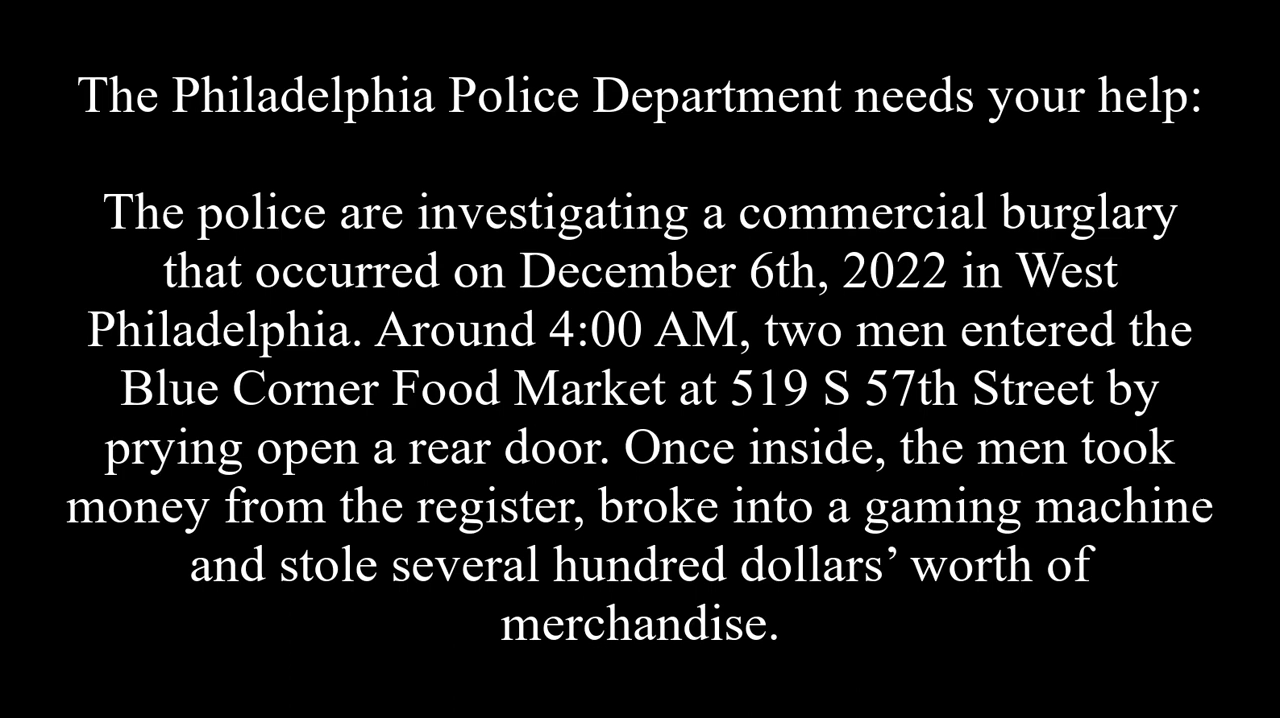 The Philadelphia Police Department needs your help:
The police are investigating a commercial burglary
that occurred on December 6th, 2022 in West
Philadelphia. Around 4:00 AM, two men entered the
Blue Corner Food Market at 519 S 57th Street by
prying open a rear door. Once inside, the men took
money from the register, broke into a gaming machine
and stole several hundred dollars’ worth of
merchandise.